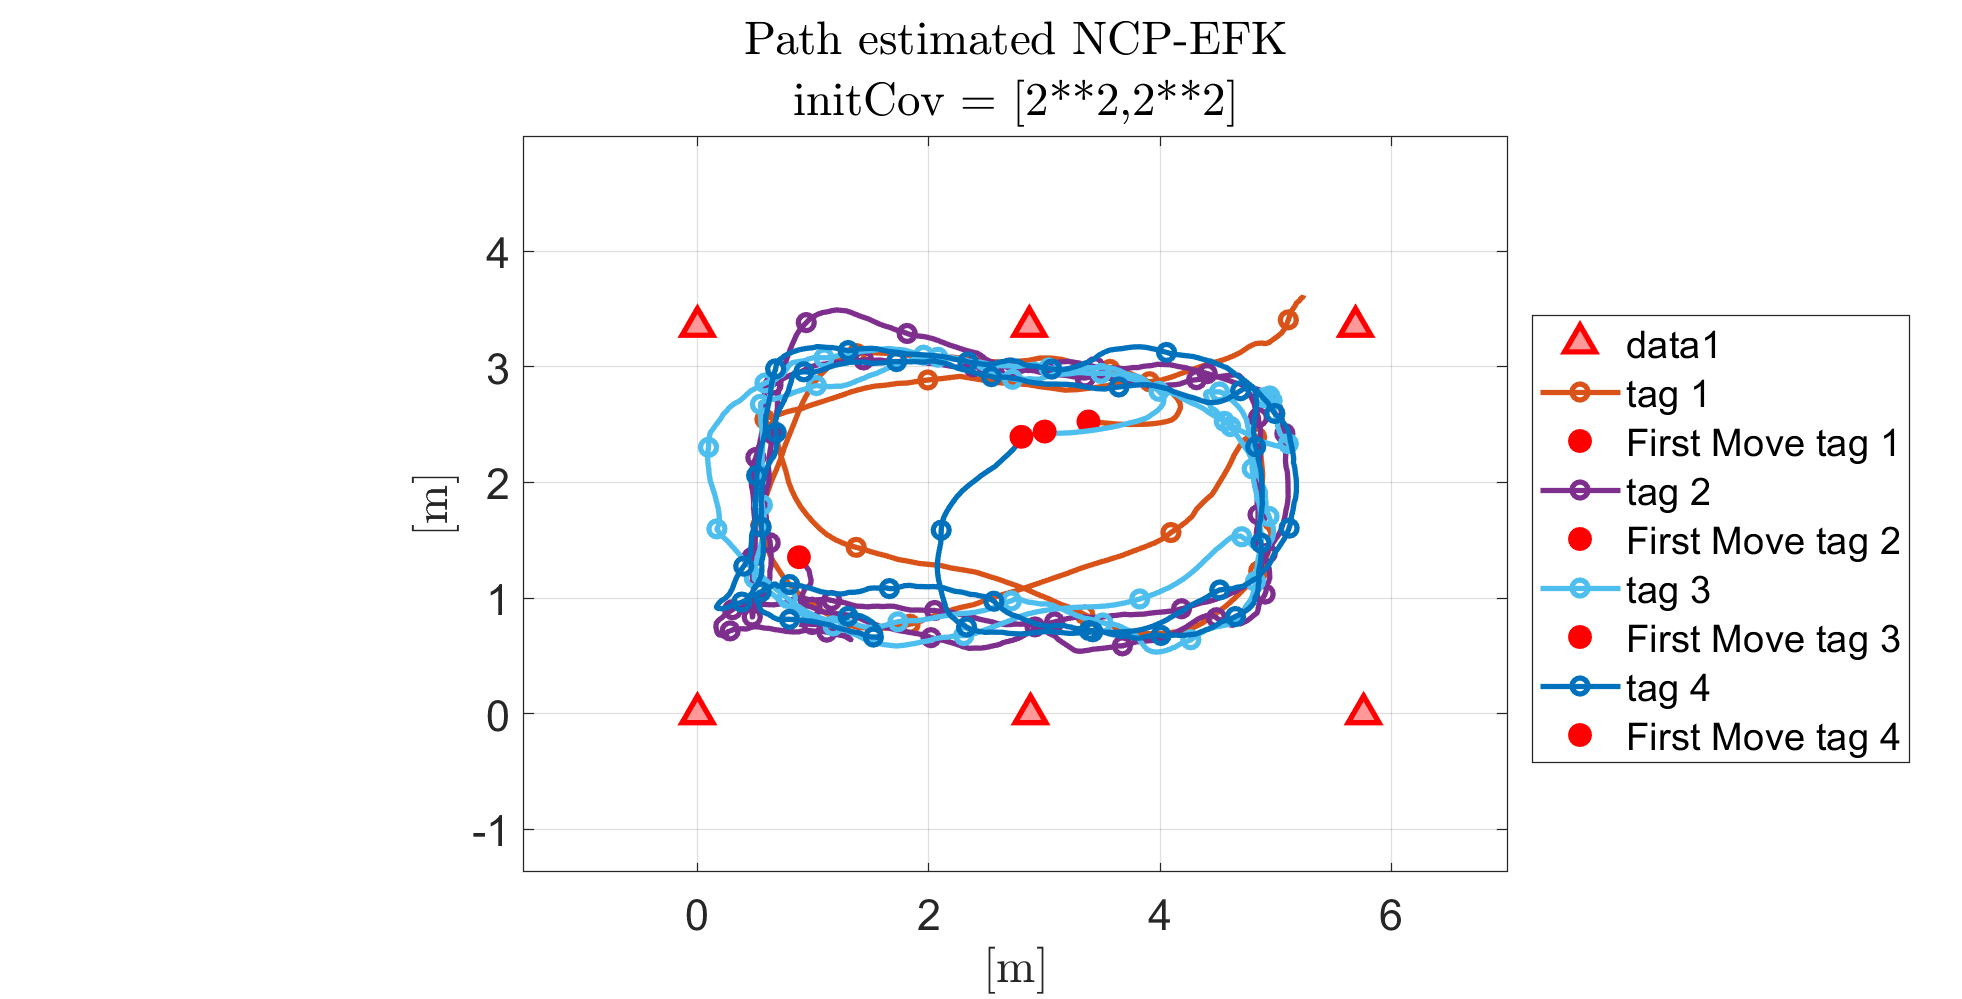 Path estimated NCP-EFK
initCov = [2**2,2**2]
4
3
2
1
0
-1
[m]
0 2 4 6
[m]
data1
tag 1
First Move tag 1
tag 2
First Move tag 2
tag 3
First Move tag 3
tag 4
First Move tag 4